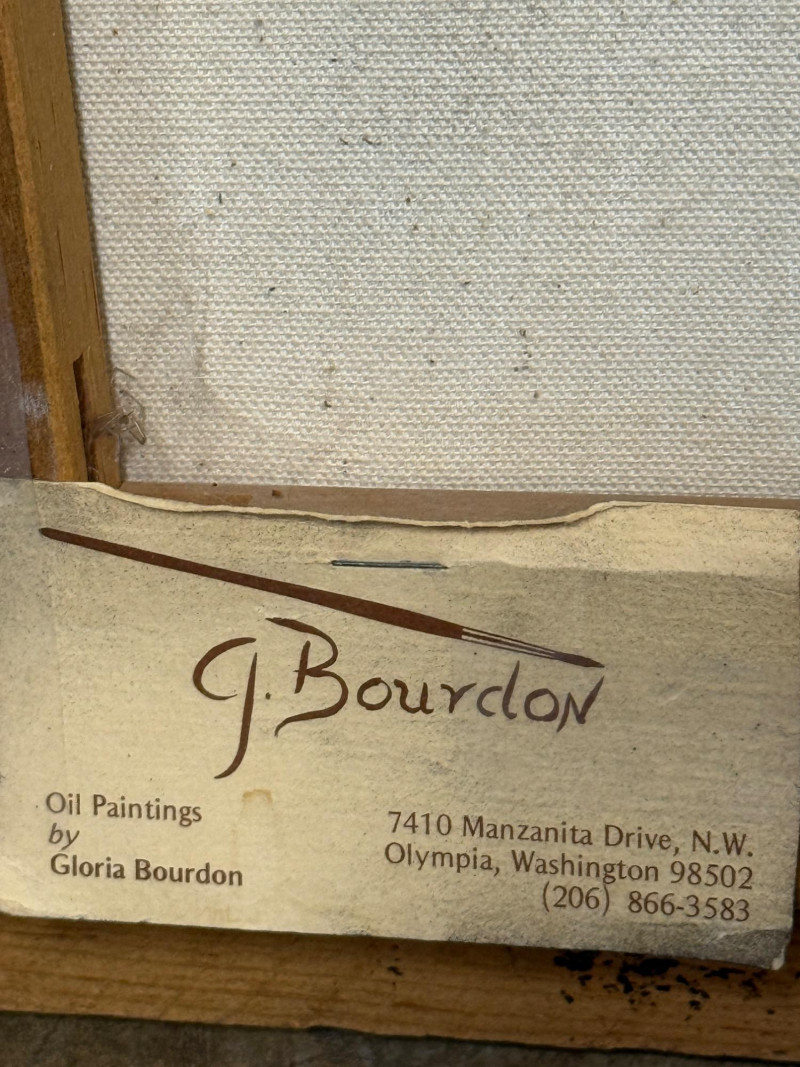 G. Bourdon
Oil Paintings
by
Gloria Bourdon
7410 Manzanita Drive, N.W.
Olympia, Washington 98502
(206) 866-3583